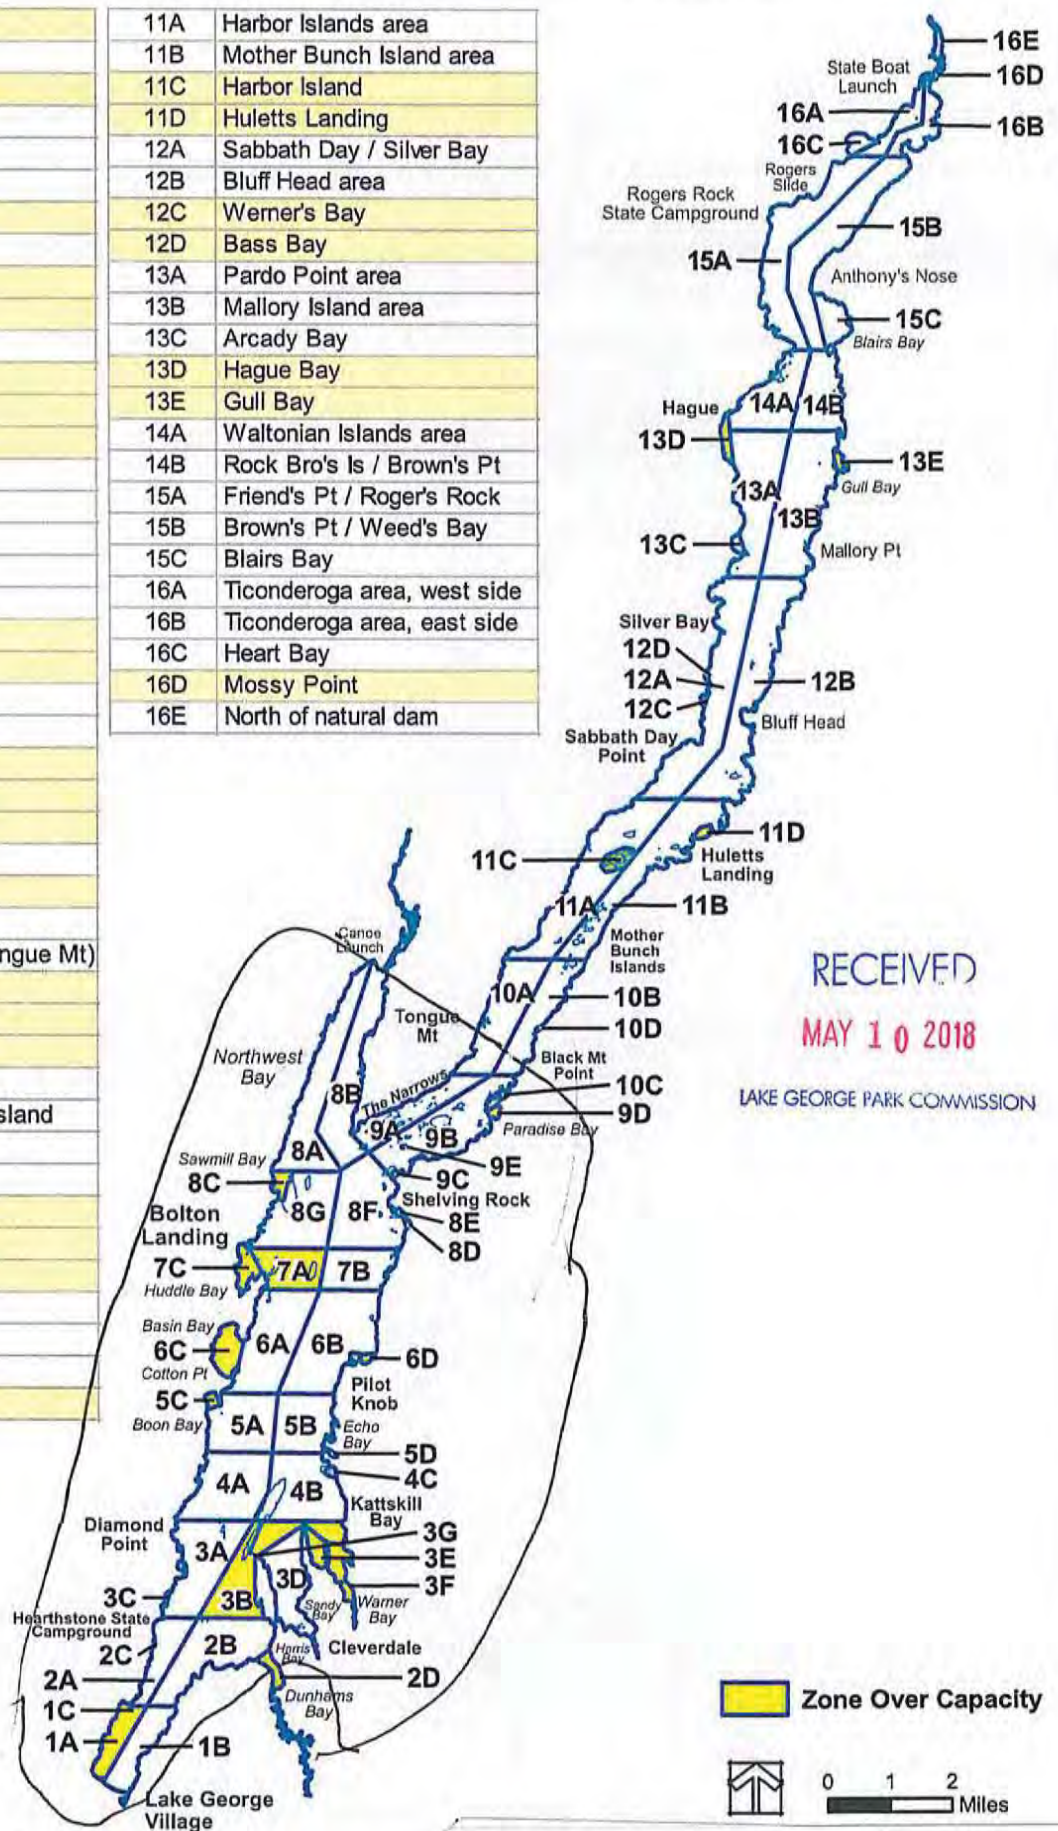 11A Harbor Islands area
11B Mother Bunch Island area
11C Harbor Island
11D Huletts Landing
12A Sabbath Day / Silver Bay
12B Bluff Head area
12C Werner's Bay
12D Bass Bay
13A Pardo Point area
13B Mallory Island area
13C Arcady Bay
13D Hague Bay
13E Gull Bay
14A Waltonian Islands area
14B Rock Bro's Is / Brown's Pt
15A Friend's Pt / Roger's Rock
15B Brown's Pt / Weed's Bay
15C Blairs Bay
16A Ticonderoga area, west side
16B Ticonderoga area, east side
16C Heart Bay
16D Mossy Point
16E North of natural dam
ngue Mt)
sland
16E
State Boat
Launch
16D
16A
16B
16C
Rogers
Slide
Rogers Rock
State Campground
15B
15A
Anthony's Nose
15C
Blairs Bay
Hague
14A
14B
13D
13E
Gull Bay
13A
13B
13C
Mallory Pt
Silver Bay
12D
12A
12B
12C
Bluff Head
Sabbath Day
Point
11D
11C
Huletts
Landing
11A
11B
Mother
Bunch
Islands
Canoe
Launch
10A
10B
Tongue
Mt
10D
Northwest
Bay
Black Mt
Point
10C
8B
The Narrows
9D
9A
9B
Paradise Bay
8A
9E
Sawmill Bay
9C
8C
Shelving Rock
8G
8F
8E
Bolton
Landing
8D
7C
7A
7B
Huddle Bay
Basin Bay
6A
6B
6C
6D
Cotton Pt
Pilot
Knob
5C
Boon Bay
5A
5B
Echo
Bay
5D
4A
4C
4B
Kattskill
Bay
Diamond
Point
3G
3A
3E
3D
3F
3C
3B
Sandy
Bay
Warner
Bay
Hearthstone State
Campground
2B
Harris
Bay
Cleverdale
2C
2A
2D
Dunhams
Bay
1C
1A
1B
Lake George
Village
RECEIVED
MAY 10 2018
LAKE GEORGE PARK COMMISSION
Zone Over Capacity
0 1 2
Miles